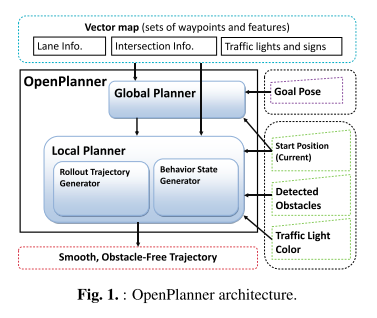 Vector map (sets of waypoints and features)
Lane Info.
Intersection Info.
Traffic lights and signs
OpenPlanner
Global Planner
Goal Pose
Local Planner
Rollout Trajectory
Generator
Behavior State
Generator
Start Position
(Current)
Detected
Obstacles
Traffic Light
Color
Smooth, Obstacle-Free Trajectory
Fig. 1. : OpenPlanner architecture.